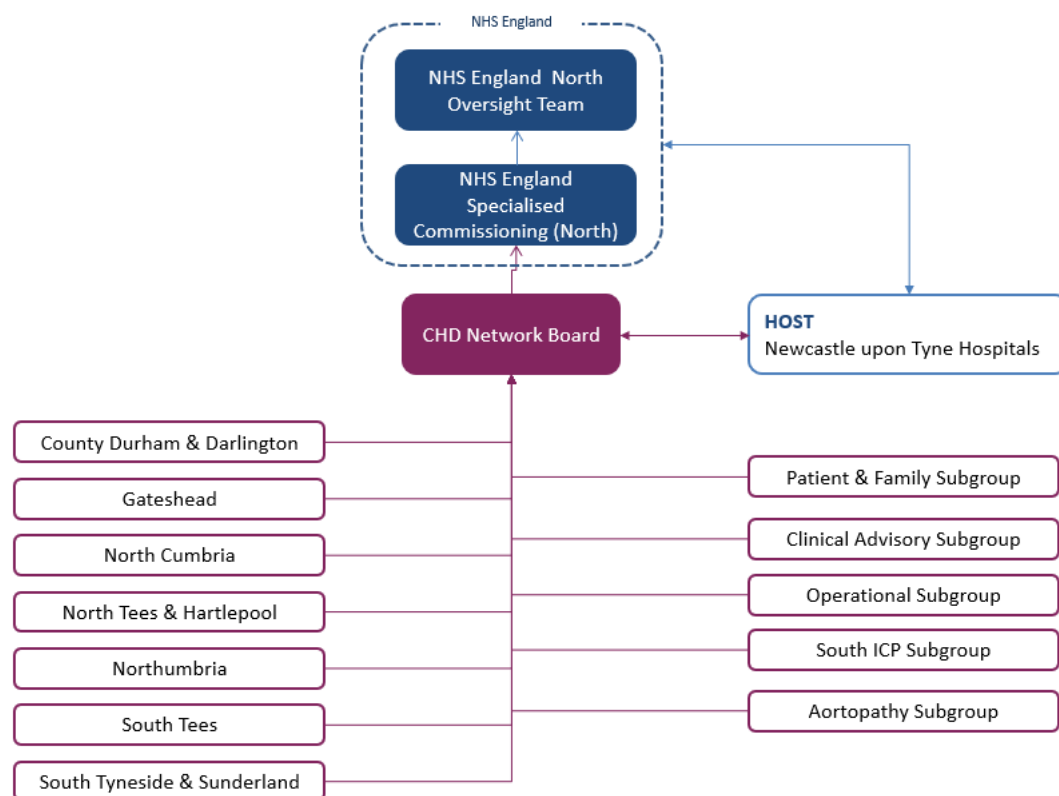 NHS England
NHS England North
Oversight Team
NHS England
Specialised
Commissioning (North)
CHD Network Board
HOST
Newcastle upon Tyne Hospitals
County Durham & Darlington
Gateshead
North Cumbria
North Tees & Hartlepool
Northumbria
South Tees
South Tyneside & Sunderland
Patient & Family Subgroup
Clinical Advisory Subgroup
Operational Subgroup
South ICP Subgroup
Aortopathy Subgroup